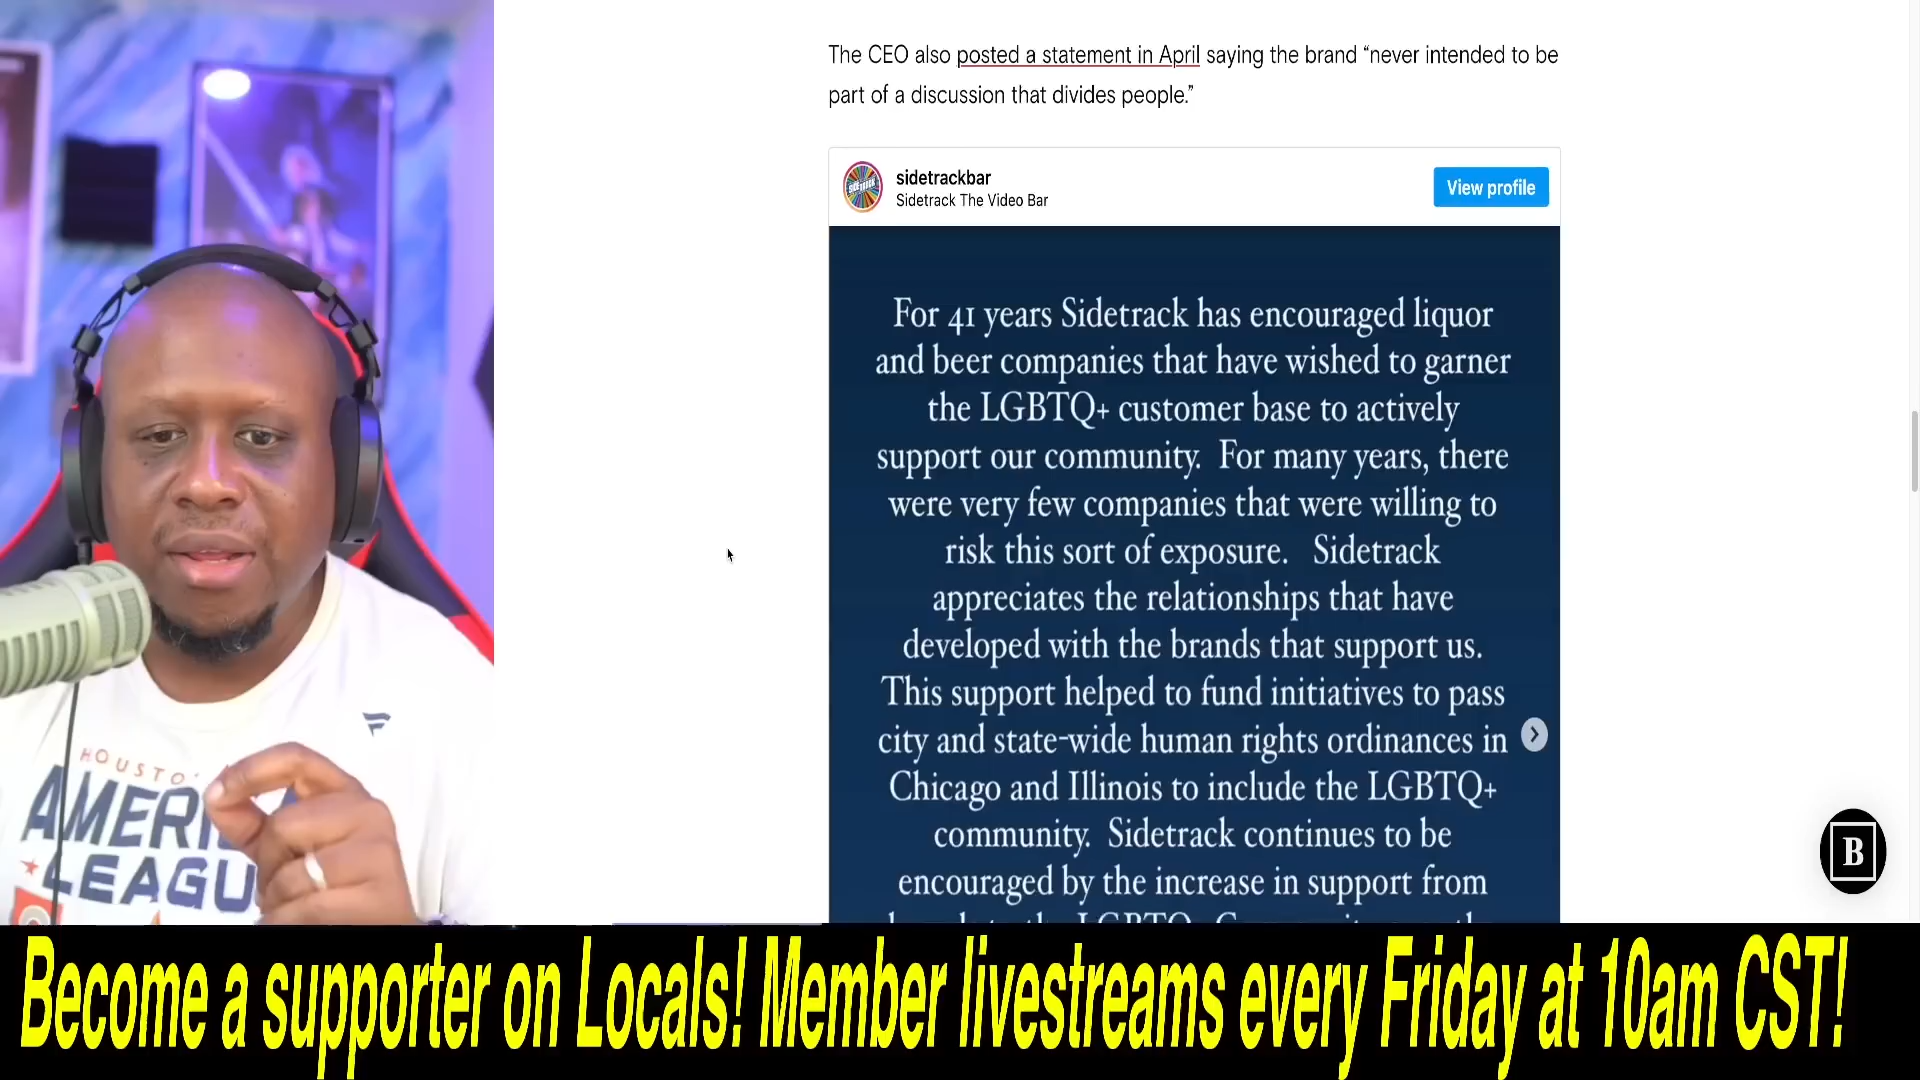 The CEO also posted a statement in April saying the brand “never intended to be
part of a discussion that divides people.”
sidetrackbar
Sidetrack The Video Bar
View profile
For 41 years Sidetrack has encouraged liquor
and beer companies that have wished to garner
the LGBTQ+ customer base to actively
support our community. For many years, there
were very few companies that were willing to
risk this sort of exposure. Sidetrack
appreciates the relationships that have
developed with the brands that support us.
This support helped to fund initiatives to pass
city and state-wide human rights ordinances in
Chicago and Illinois to include the LGBTQ+
community. Sidetrack continues to be
encouraged by the increase in support from
B
HOUSTO
AMERI
LEAGU
Become a supporter on Locals! Member livestreams every Friday at 10am CST!